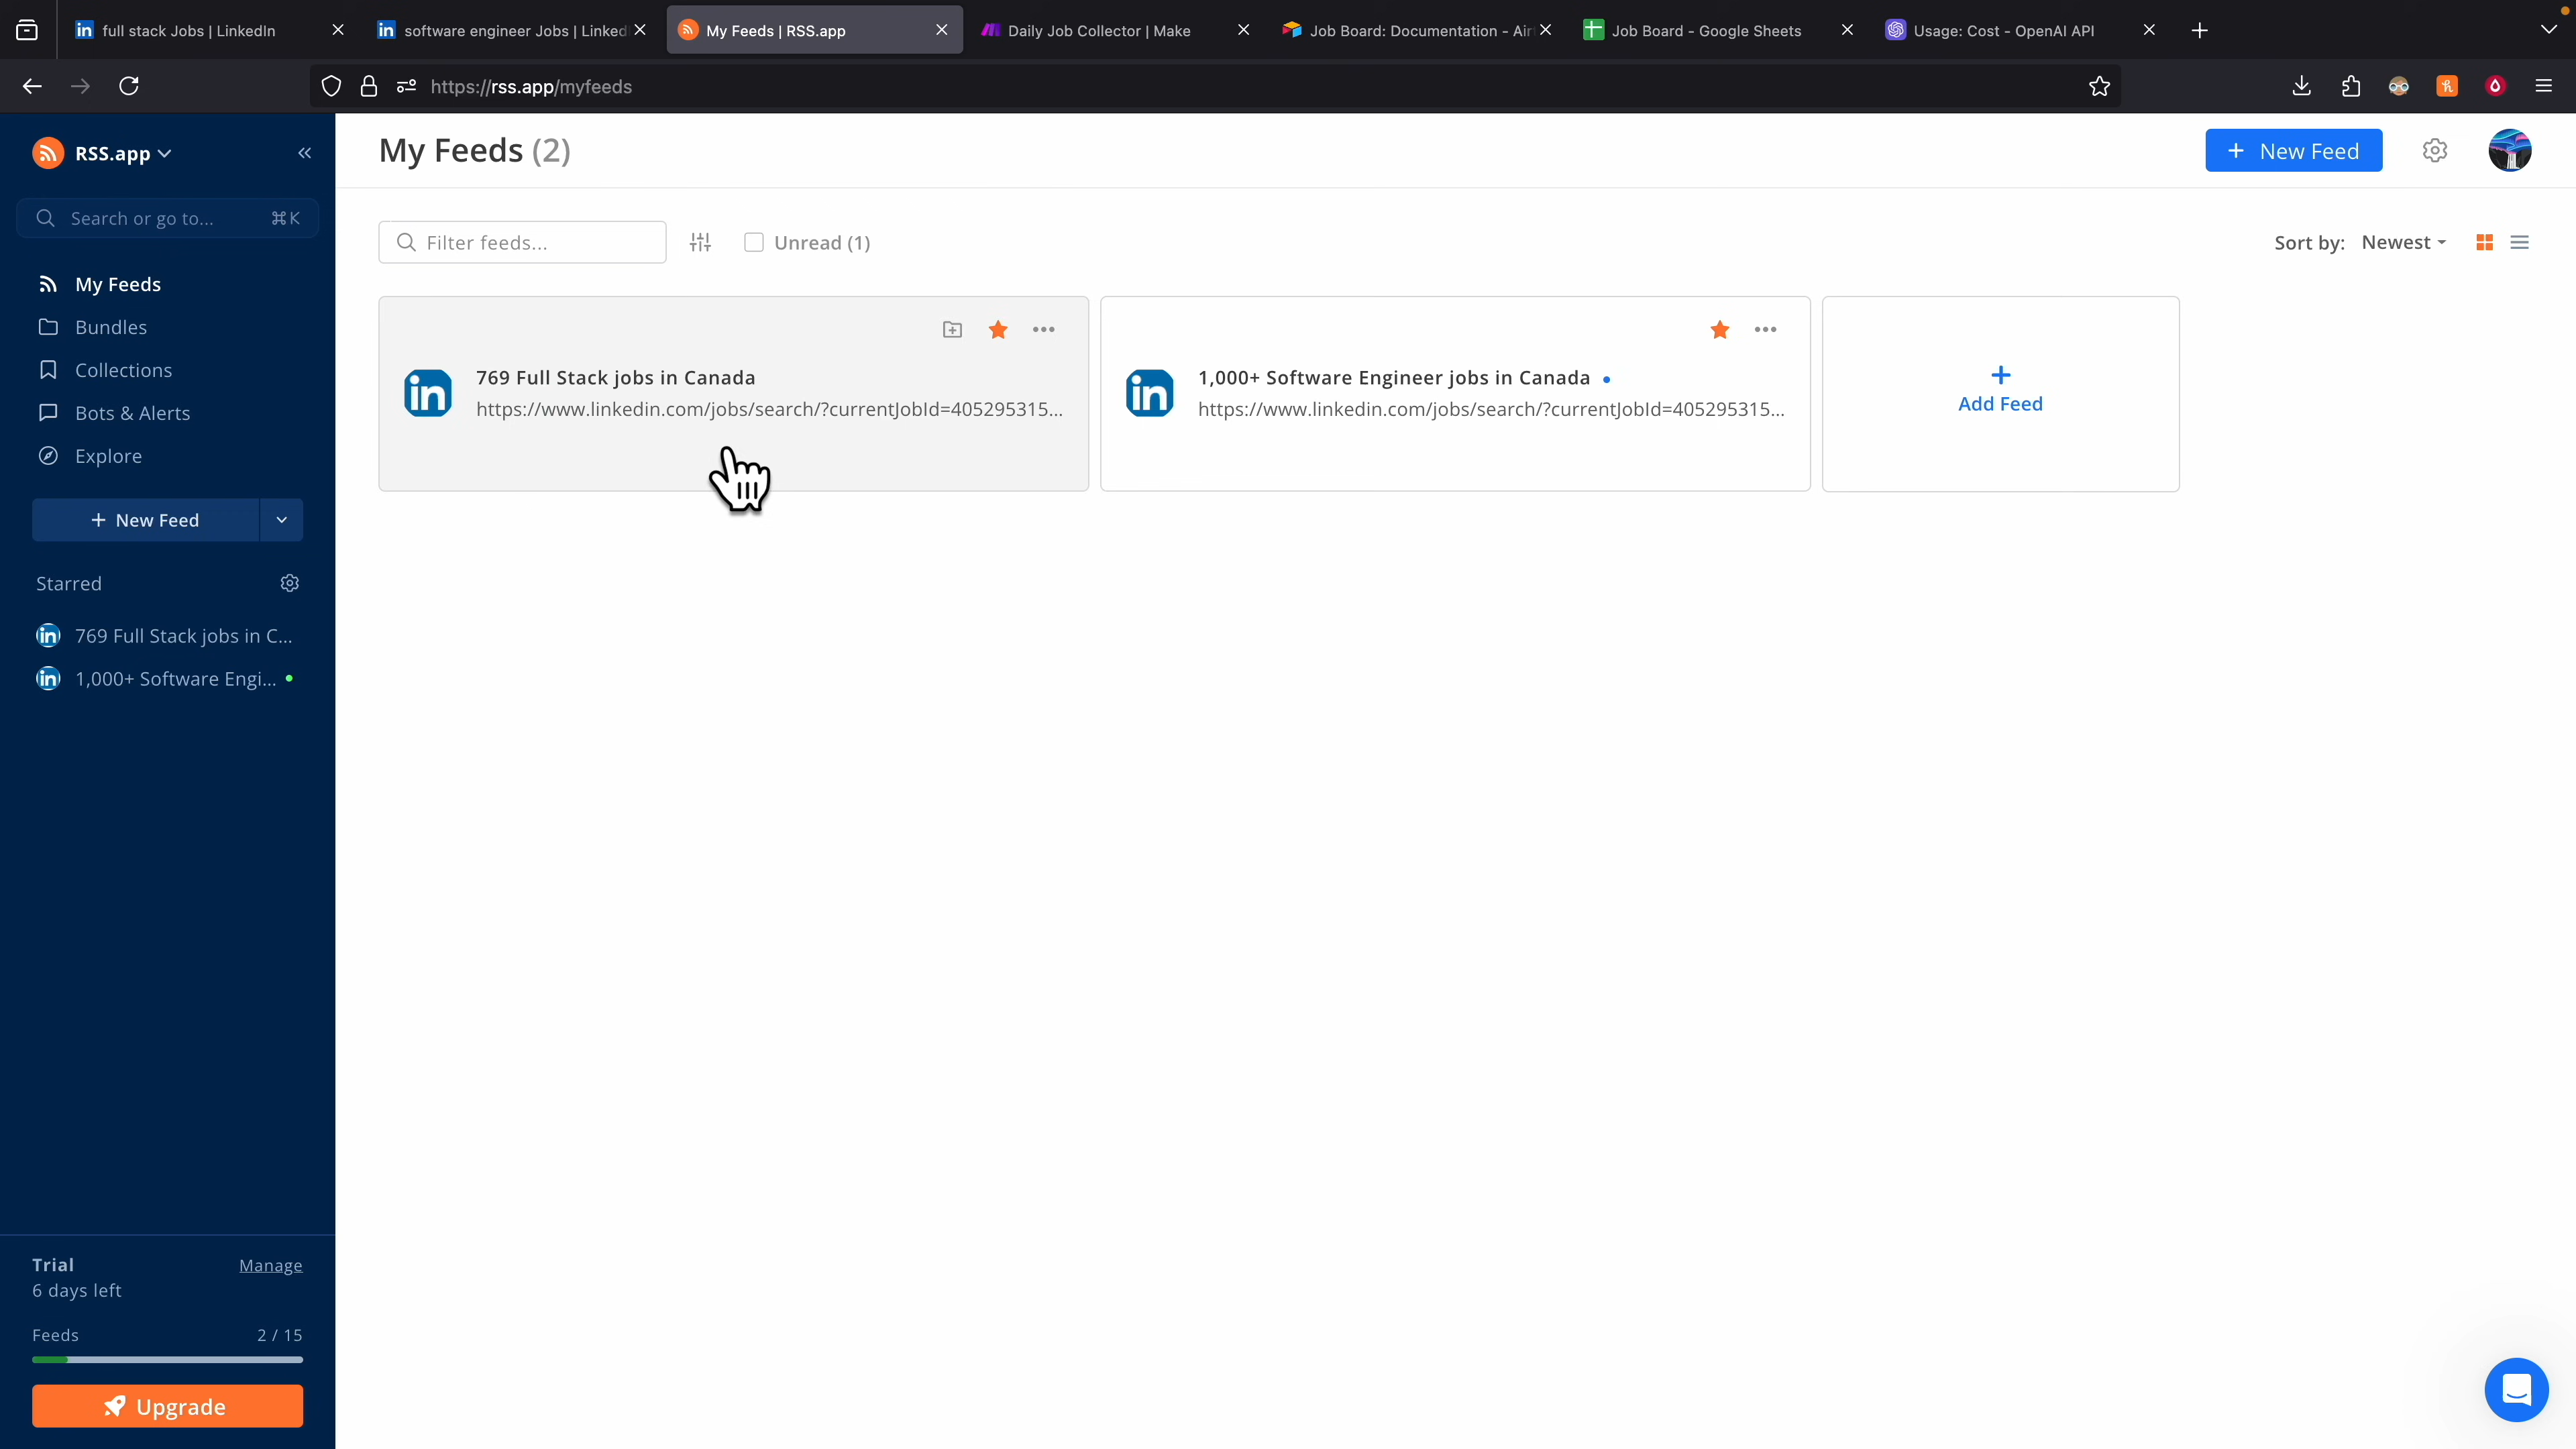 full stack Jobs | LinkedIn
software engineer Jobs | Linked
My Feeds | RSS.app
Daily Job Collector | Make
Job Board: Documentation - Air
Job Board - Google Sheets
Usage: Cost - OpenAI API
https://rss.app/myfeeds
RSS.app
Search or go to... ⌘K
My Feeds
Bundles
Collections
Bots & Alerts
Explore
+ New Feed
Starred
769 Full Stack jobs in C...
1,000+ Software Engi...
Trial Manage
6 days left
Feeds 2 / 15
Upgrade
My Feeds (2)
+ New Feed
Filter feeds...
Unread (1)
Sort by: Newest
in 769 Full Stack jobs in Canada
https://www.linkedin.com/jobs/search/?currentJobId=405295315...
in 1,000+ Software Engineer jobs in Canada
https://www.linkedin.com/jobs/search/?currentJobId=405295315...
+
Add Feed